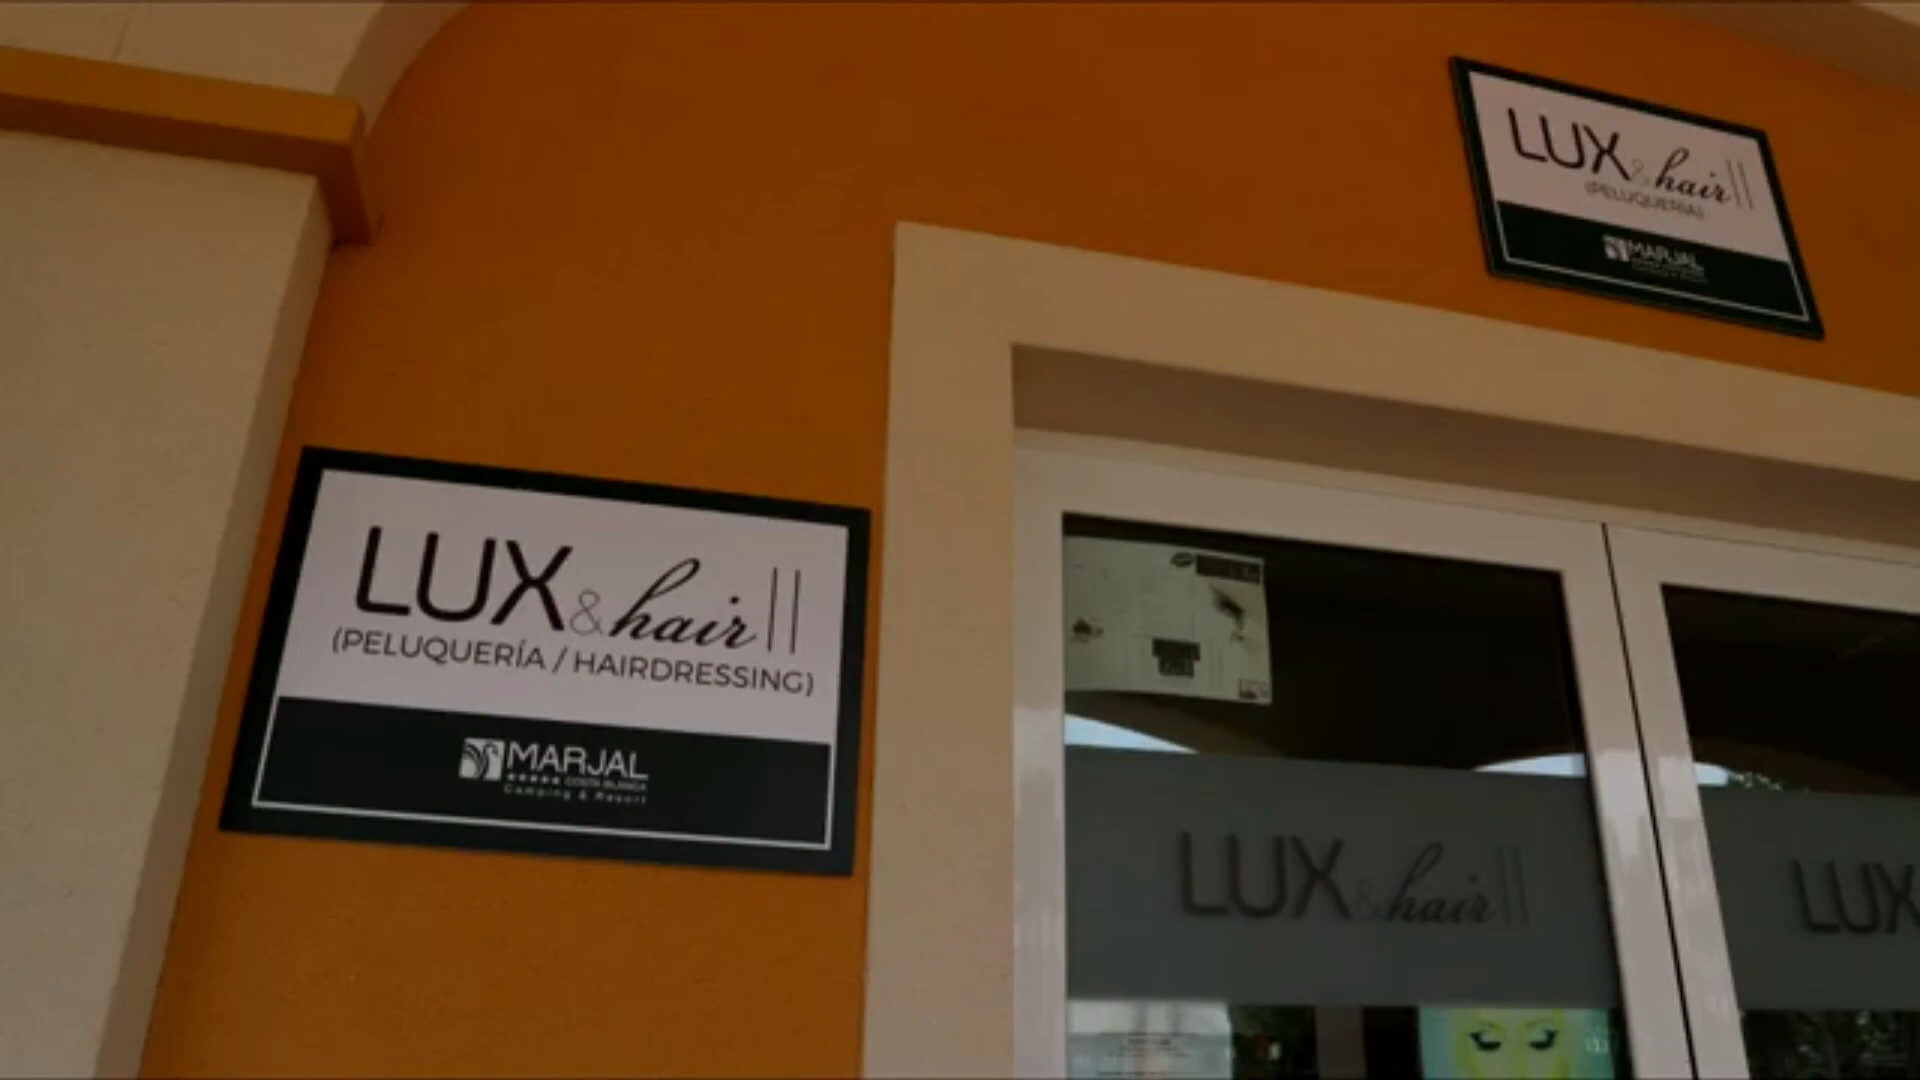 LUX & hair ||
(PELUQUERÍA)
MARJAL
LUX & hair ||
(PELUQUERÍA / HAIRDRESSING)
MARJAL
★★★★★ COSTA BLANCA
Camping & Resort
LUX & hair ||
LUX